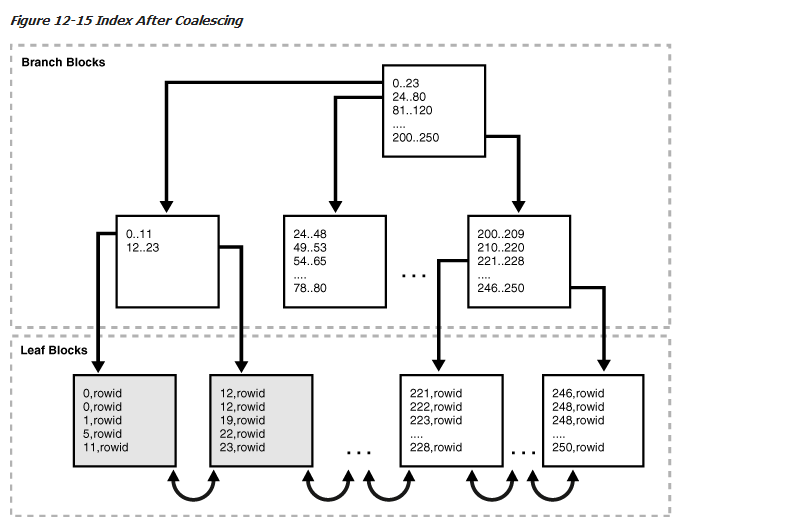 Figure 12-15 Index After Coalescing
Branch Blocks
0..23
24..80
81..120
....
200..250
0..11
12..23
24..48
49..53
54..65
....
78..80
...
200..209
210..220
221..228
....
246..250
Leaf Blocks
0,rowid
0,rowid
1,rowid
5,rowid
11,rowid
12,rowid
12,rowid
19,rowid
22,rowid
23,rowid
...
221,rowid
222,rowid
223,rowid
....
228,rowid
...
246,rowid
248,rowid
248,rowid
....
250,rowid